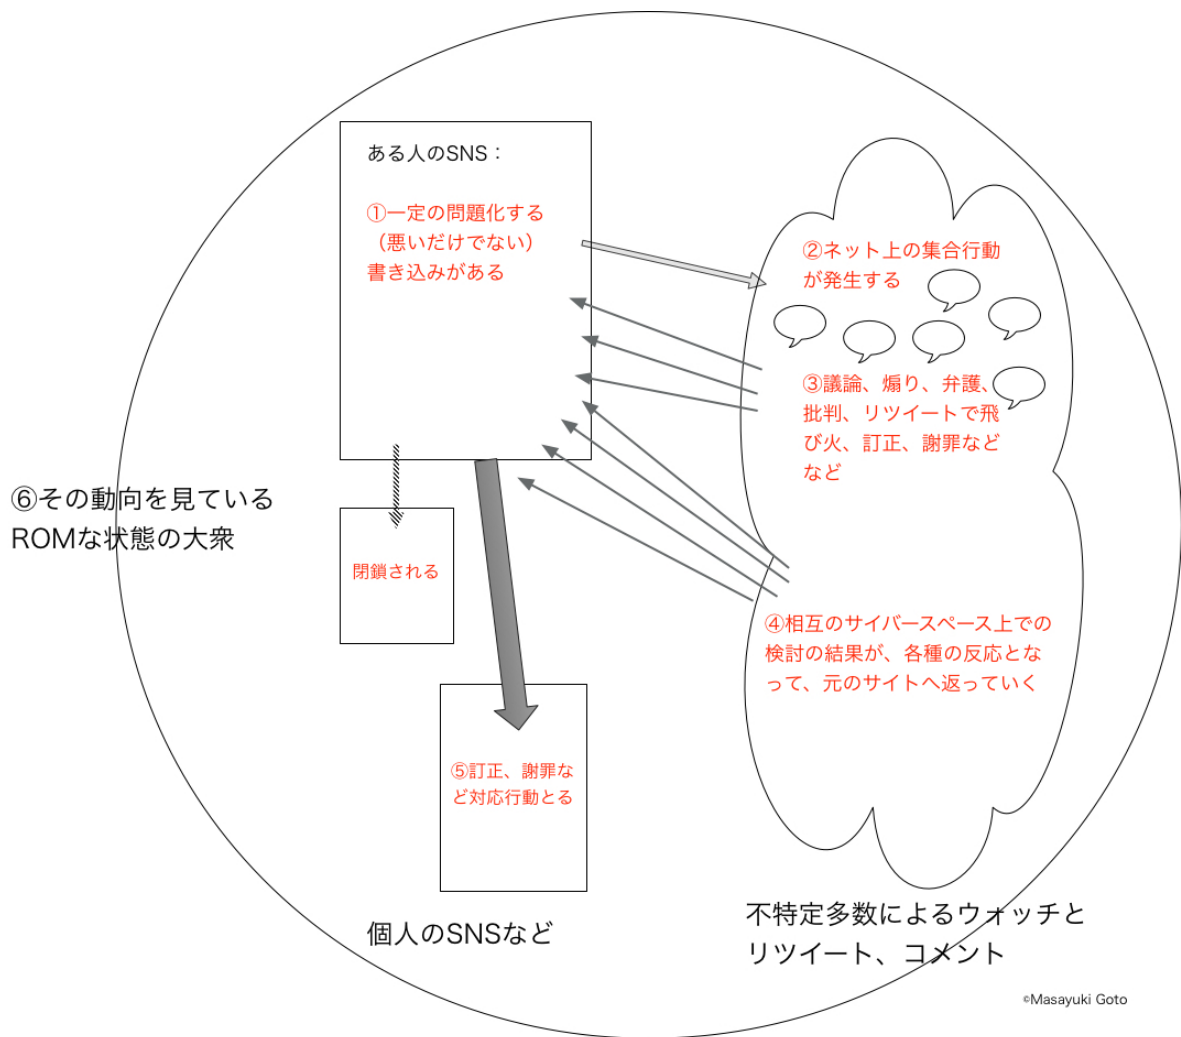 ある人のSNS：
①一定の問題化する
（悪いだけでない）
書き込みがある
②ネット上の集合行動
が発生する
③議論、煽り、弁護、
批判、リツイートで飛
び火、訂正、謝罪など
など
④相互のサイバースペース上での
検討の結果が、各種の反応とな
って、元のサイトへ返っていく
閉鎖される
⑤訂正、謝罪な
ど対応行動とる
⑥その動向を見ている
ROMな状態の大衆
個人のSNSなど
不特定多数によるウォッチと
リツイート、コメント
©Masayuki Goto